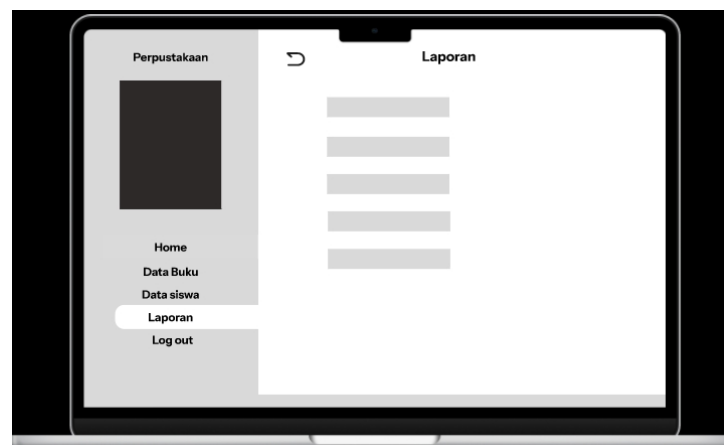 Perpustakaan
Laporan
Home
Data Buku
Data siswa
Laporan
Log out